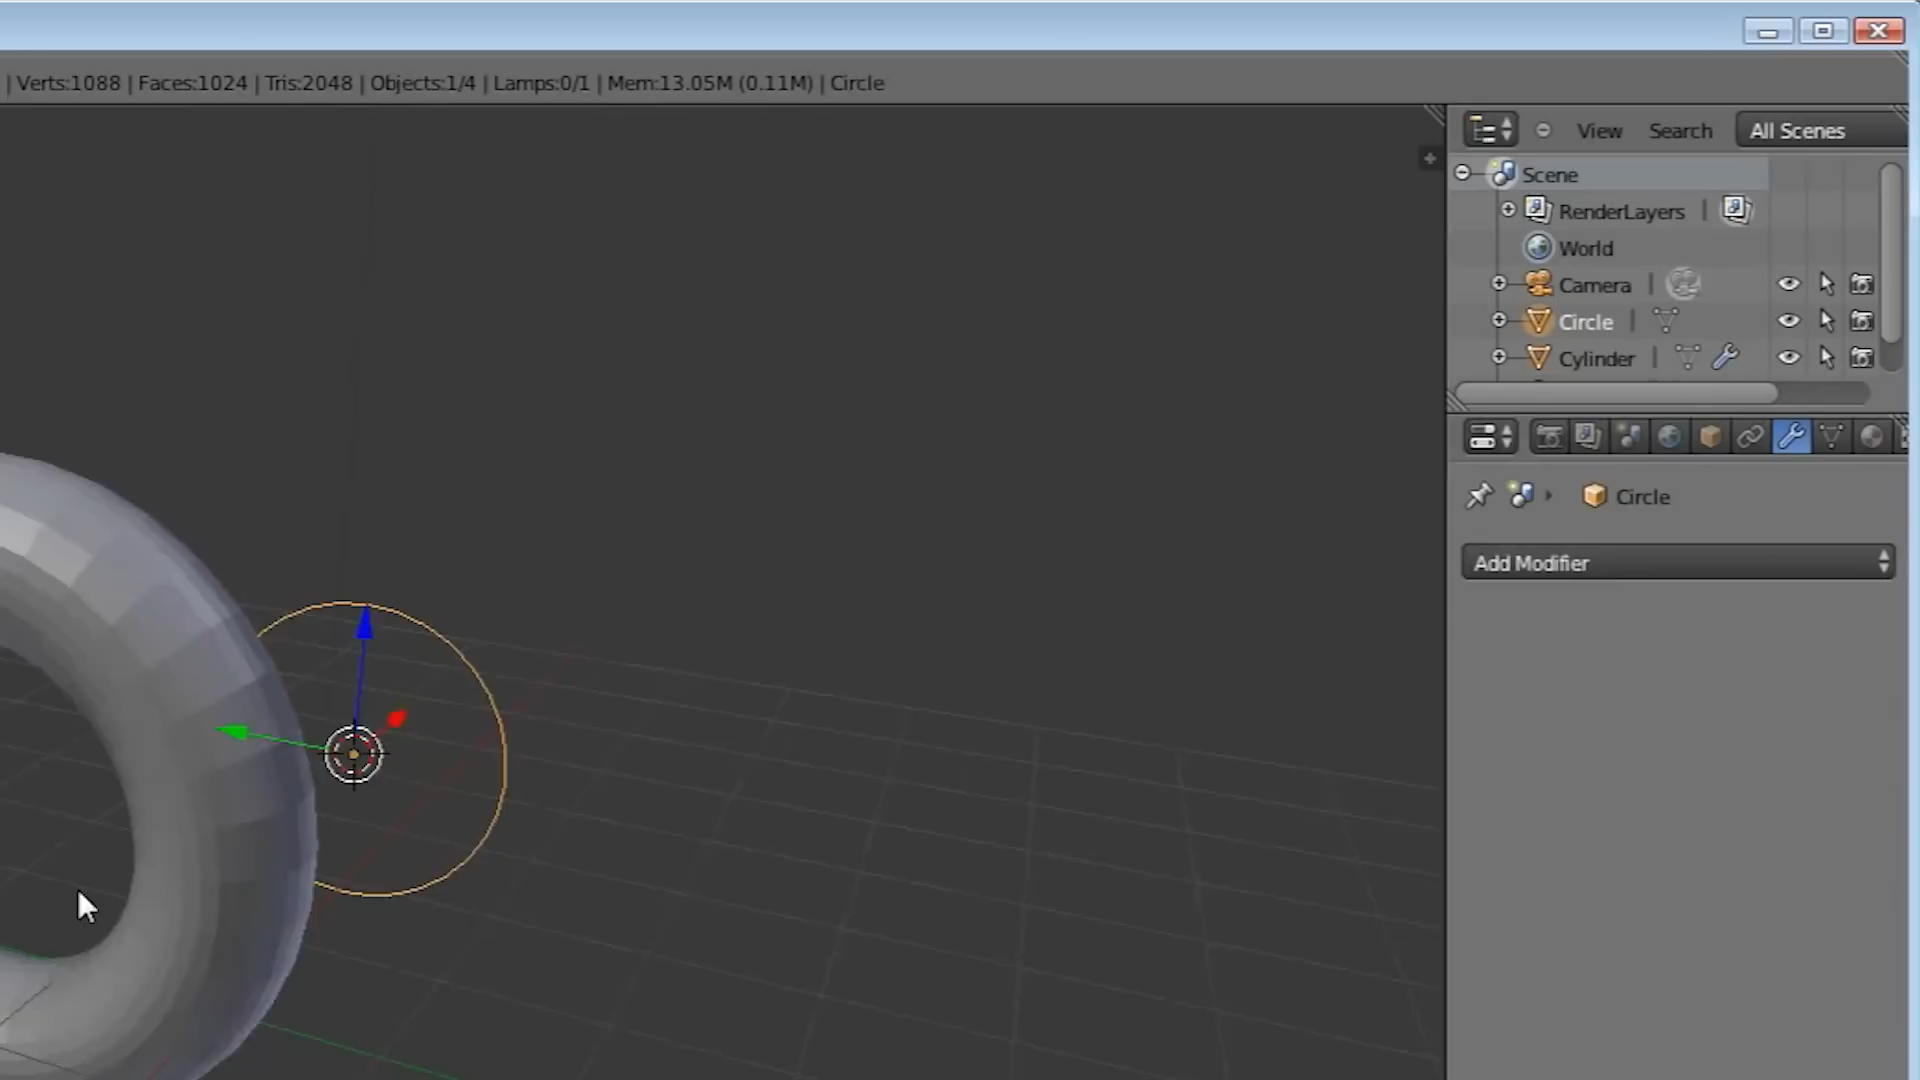 | Verts:1088 | Faces:1024 | Tris:2048 | Objects:1/4 | Lamps:0/1 | Mem:13.05M (0.11M) | Circle
View Search All Scenes
Scene
RenderLayers |
World
Camera |
Circle |
Cylinder |
Circle
Add Modifier